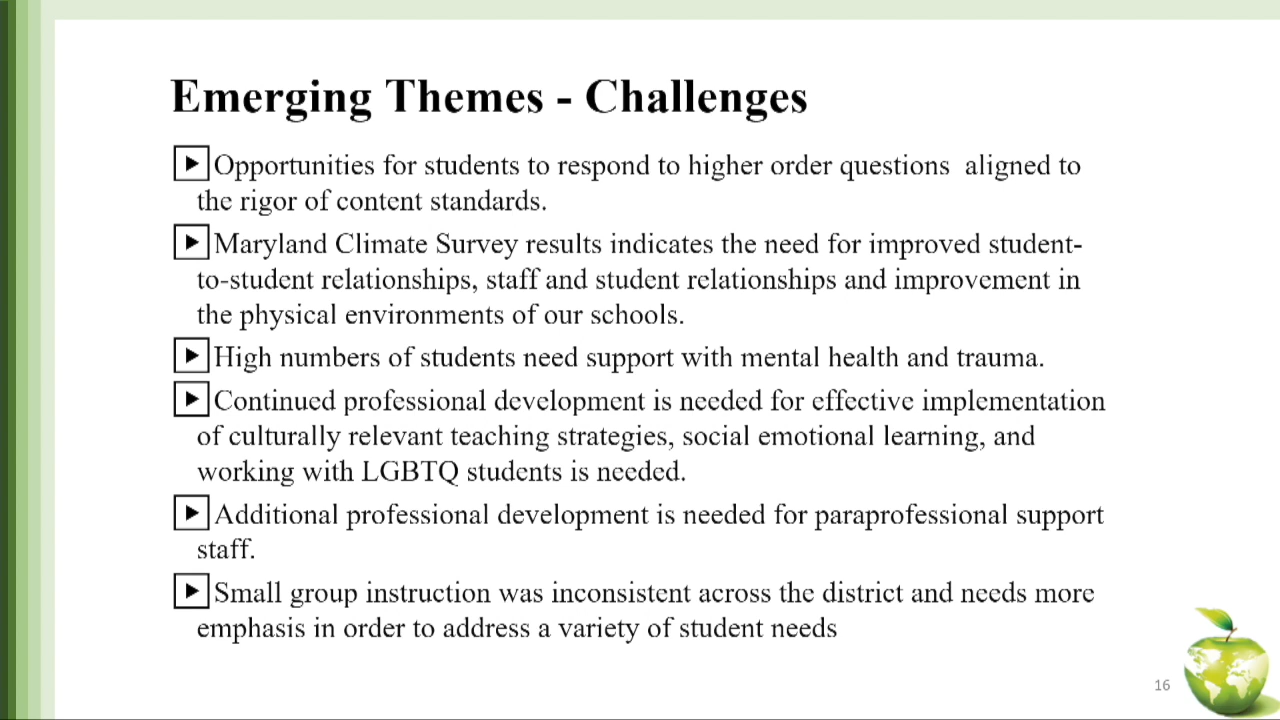 Emerging Themes - Challenges
Opportunities for students to respond to higher order questions  aligned to
the rigor of content standards.
Maryland Climate Survey results indicates the need for improved student-
to-student relationships, staff and student relationships and improvement in
the physical environments of our schools.
High numbers of students need support with mental health and trauma.
Continued professional development is needed for effective implementation
of culturally relevant teaching strategies, social emotional learning, and
working with LGBTQ students is needed.
Additional professional development is needed for paraprofessional support
staff.
Small group instruction was inconsistent across the district and needs more
emphasis in order to address a variety of student needs
16